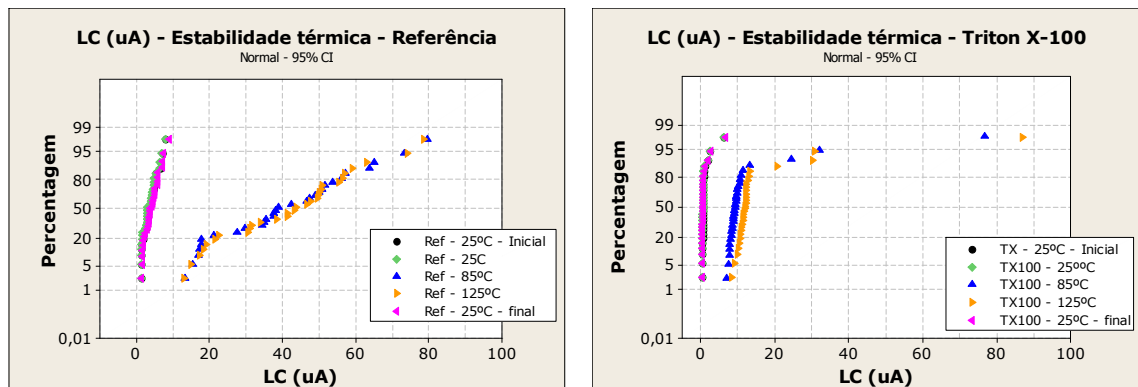 LC (uA) - Estabilidade térmica - Referência
Normal - 95% CI
Percentagem
99
95
80
50
20
5
1
0,01
0
20
40
60
80
100
LC (uA)
Ref - 25ºC - Inicial
Ref - 25C
Ref - 85ºC
Ref - 125ºC
Ref - 25ºC - final
LC (uA) - Estabilidade térmica - Triton X-100
Normal - 95% CI
Percentagem
99
95
80
50
20
5
1
0,01
0
20
40
60
80
100
LC (uA)
TX - 25ºC - Inicial
TX100 - 25ººC
TX100 - 85ºC
TX100 - 125ºC
TX100 - 25ºC - final